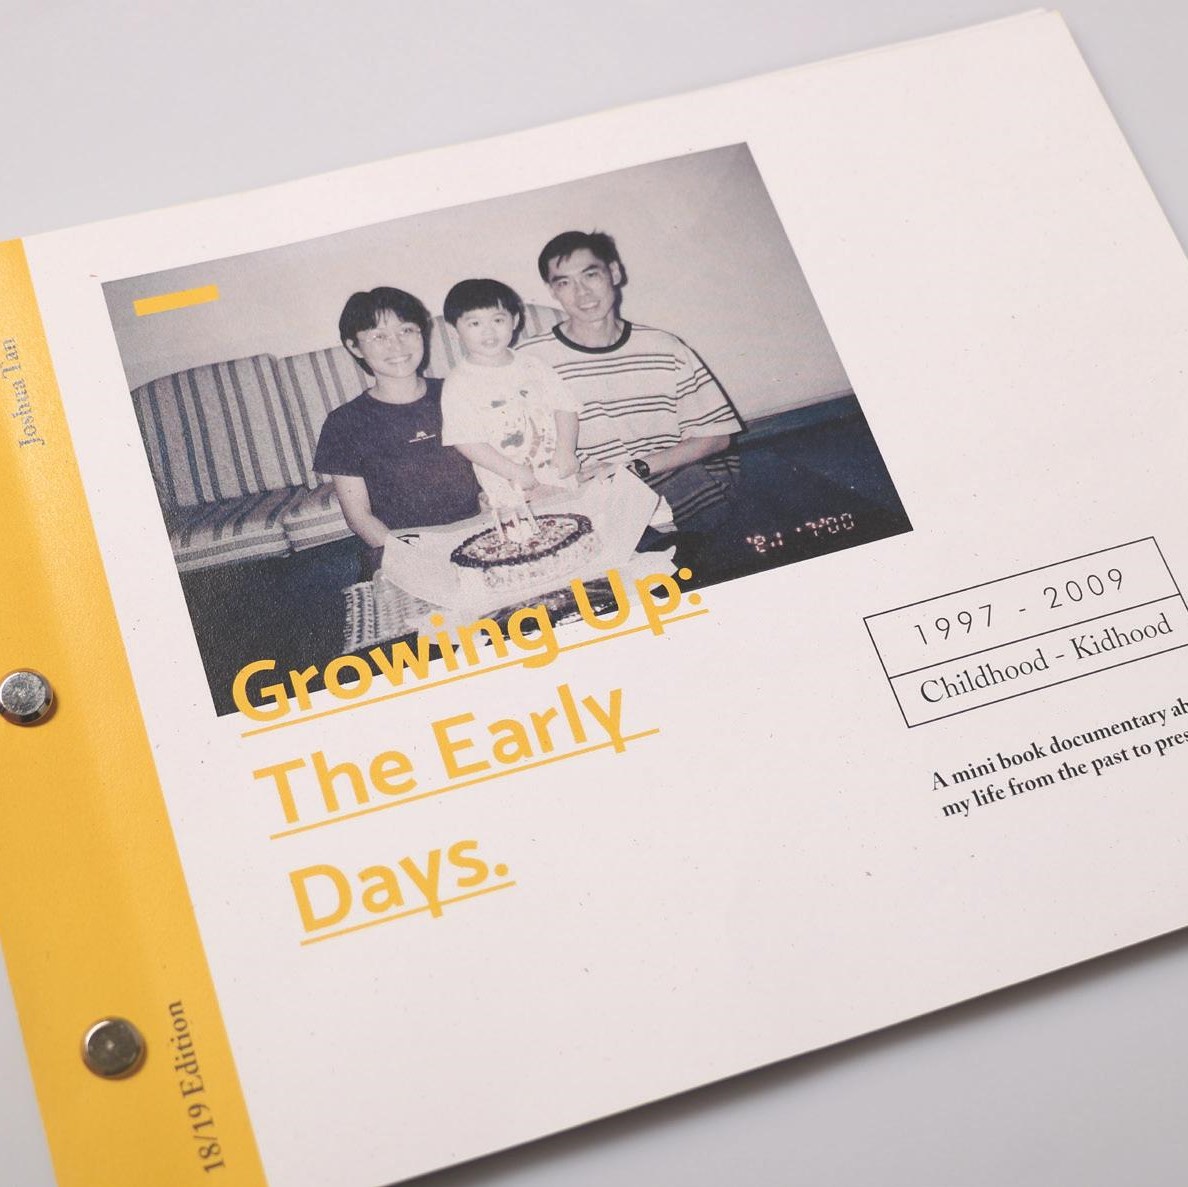 Joshua Tan
18/19 Edition
Growing Up:
The Early
Days.
1997 - 2009
Childhood - Kidhood
A mini book documentary
my life from the past to